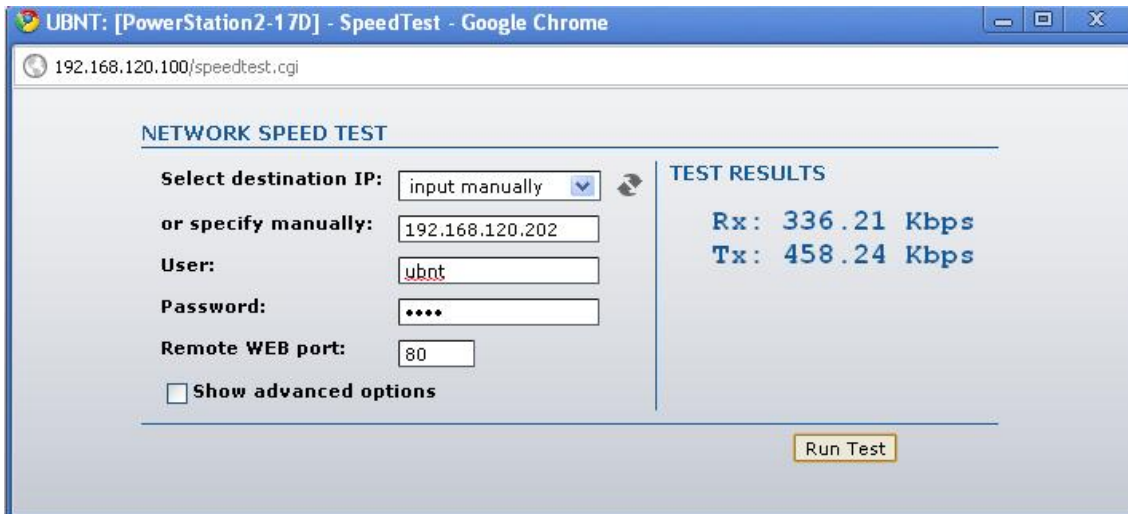 UBNT: [PowerStation2-17D] - SpeedTest - Google Chrome
192.168.120.100/speedtest.cgi
NETWORK SPEED TEST
Select destination IP: input manually
or specify manually: 192.168.120.202
User: ubnt
Password: ••••
Remote WEB port: 80
Show advanced options
TEST RESULTS
Rx: 336.21 Kbps
Tx: 458.24 Kbps
Run Test